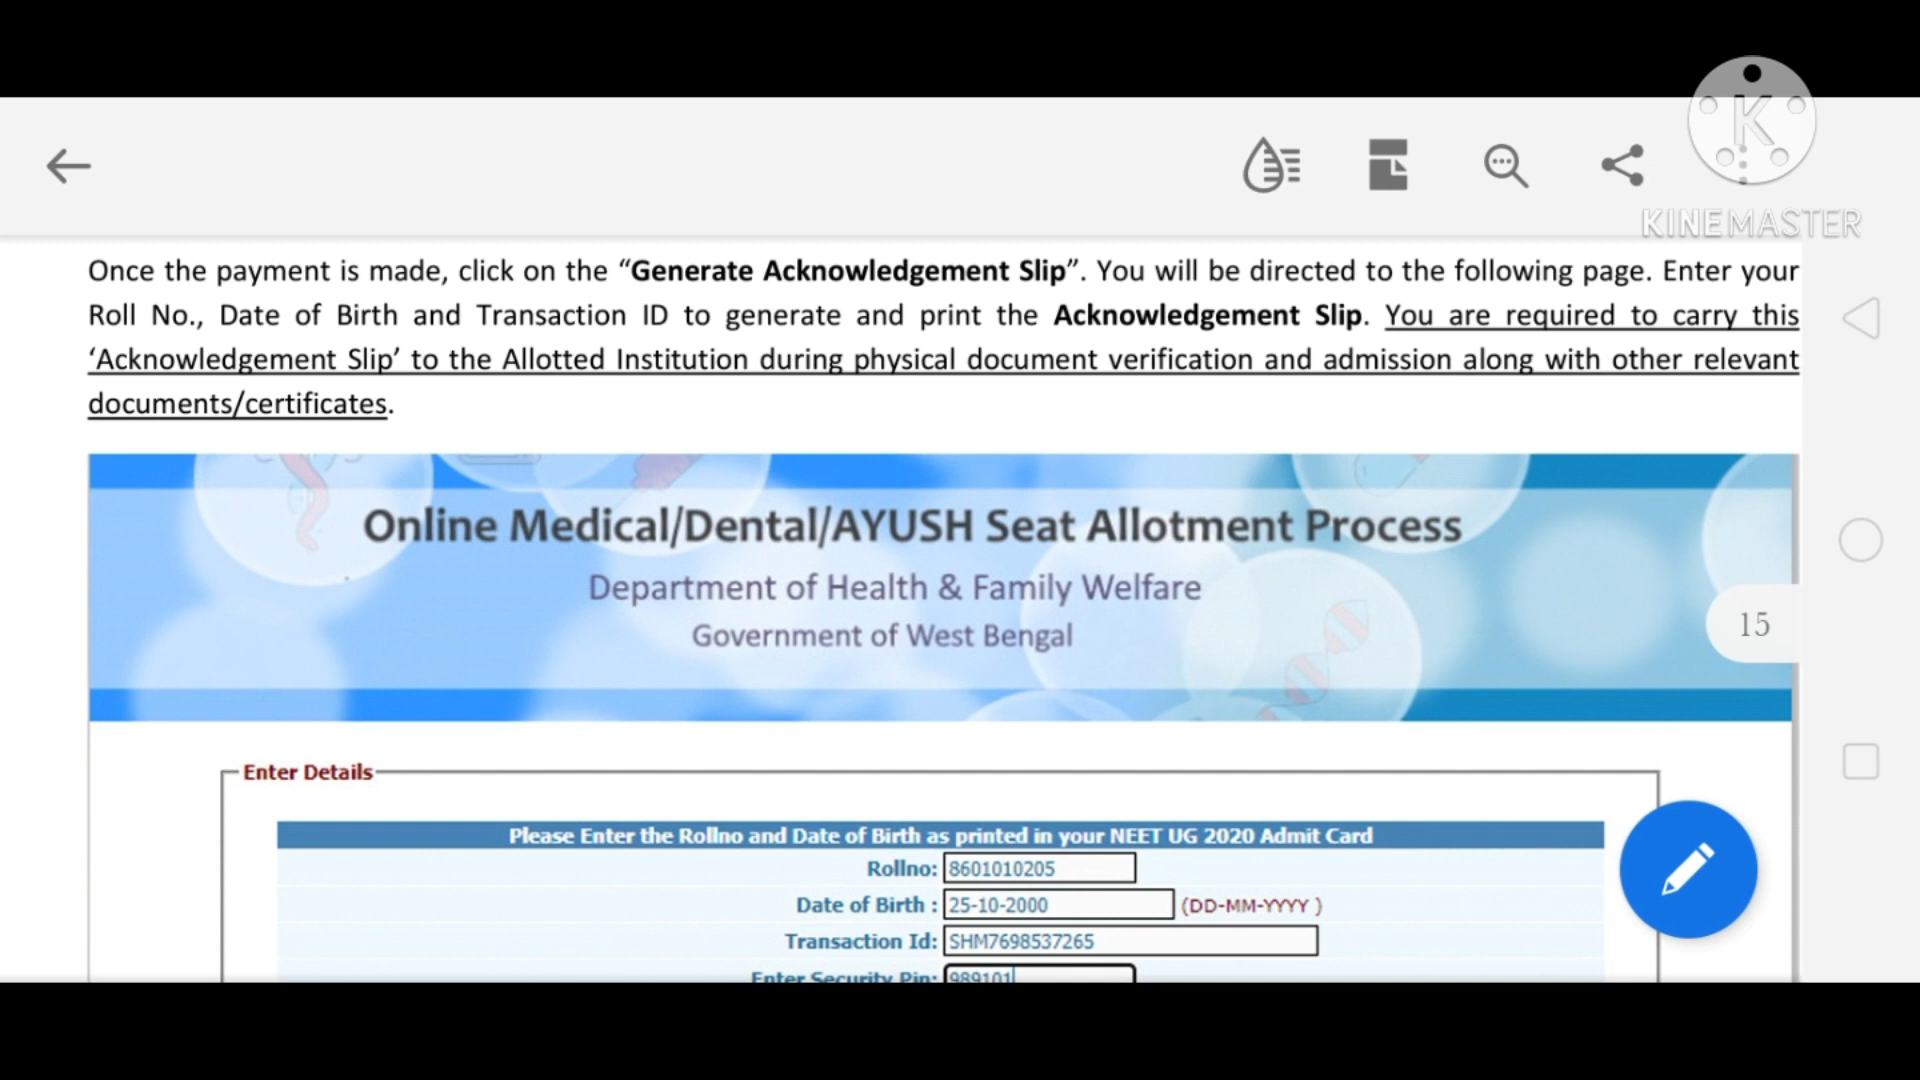 K
KINEMASTER
Once the payment is made, click on the “Generate Acknowledgement Slip”. You will be directed to the following page. Enter your
Roll No., Date of Birth and Transaction ID to generate and print the Acknowledgement Slip. You are required to carry this
‘Acknowledgement Slip’ to the Allotted Institution during physical document verification and admission along with other relevant
documents/certificates.
Online Medical/Dental/AYUSH Seat Allotment Process
Department of Health & Family Welfare
Government of West Bengal
15
Enter Details
Please Enter the Rollno and Date of Birth as printed in your NEET UG 2020 Admit Card
Rollno: 8601010205
Date of Birth : 25-10-2000 (DD-MM-YYYY )
Transaction Id: SHM7698537265
Enter Security Pin: 989101